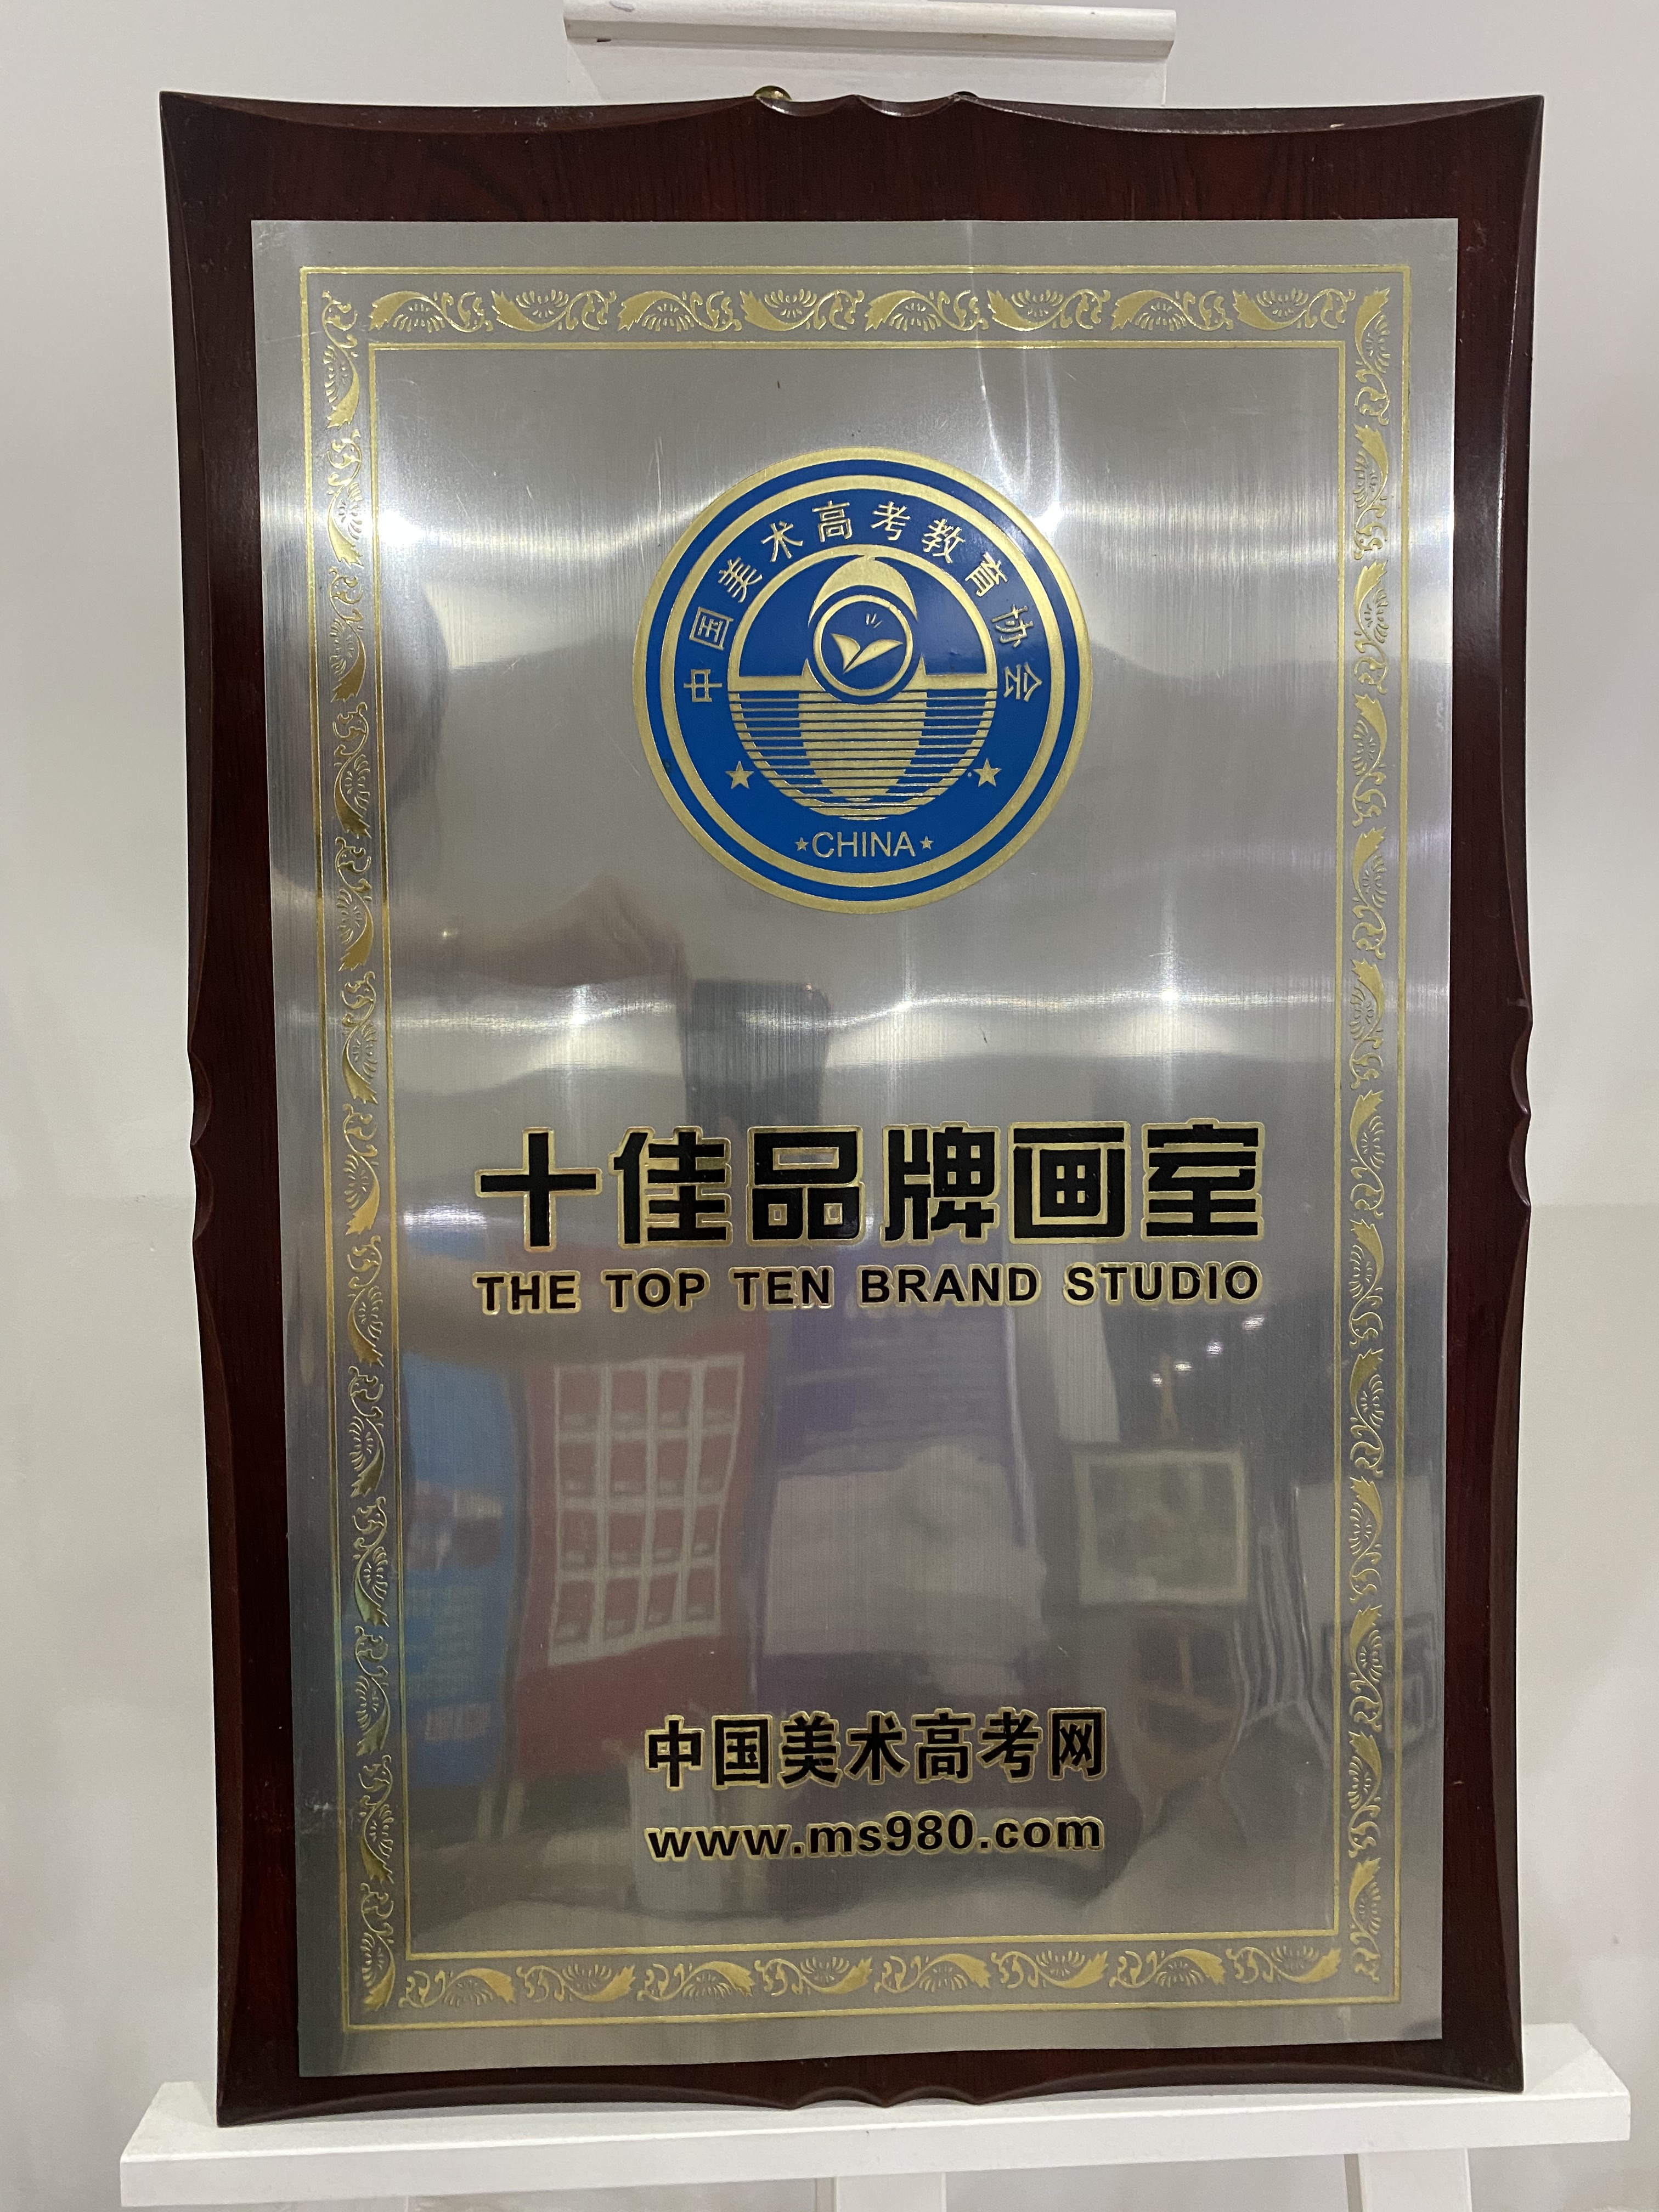 中国美术高考教育协会
★CHINA★
十佳品牌画室
THE TOP TEN BRAND STUDIO
中国美术高考网
www.ms980.com